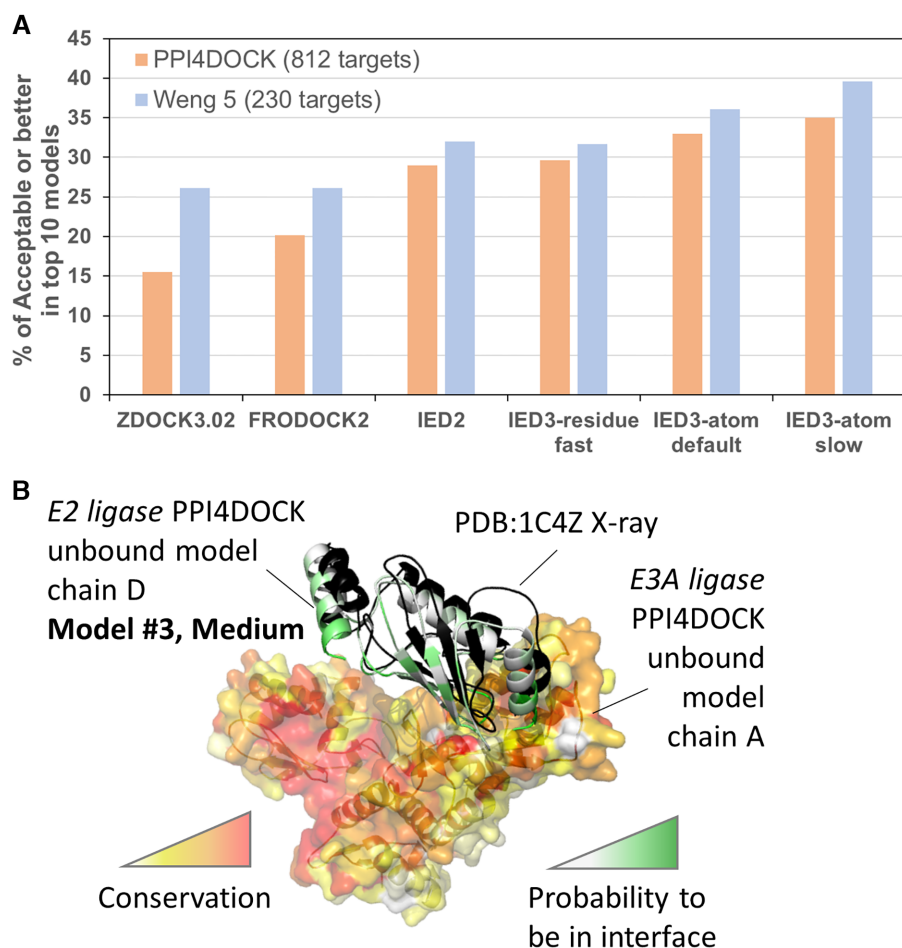 A
% of Acceptable or better
in top 10 models
45
40
35
30
25
20
15
10
5
0
PPI4DOCK (812 targets)
Weng 5 (230 targets)
ZDOCK3.02
FRODOCK2
IED2
IED3-residue
fast
IED3-atom
default
IED3-atom
slow
B
E2 ligase PPI4DOCK
unbound model
chain D
Model #3, Medium
PDB:1C4Z X-ray
E3A ligase
PPI4DOCK
unbound
model
chain A
Conservation
Probability to
be in interface